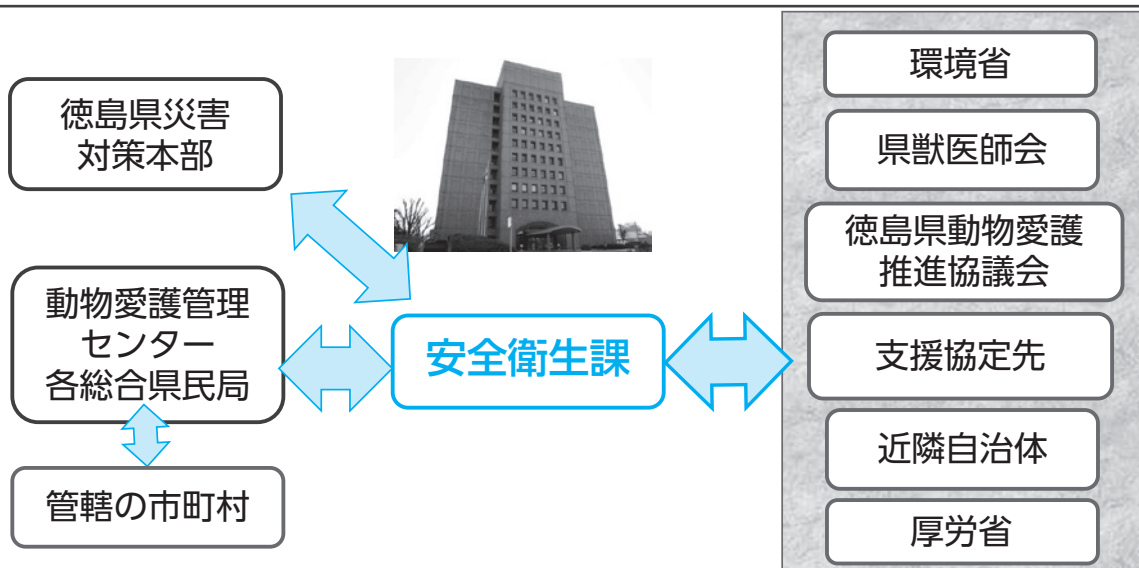 徳島県災害
対策本部
動物愛護管理
センター
各総合県民局
管轄の市町村
安全衛生課
環境省
県獣医師会
徳島県動物愛護
推進協議会
支援協定先
近隣自治体
厚労省